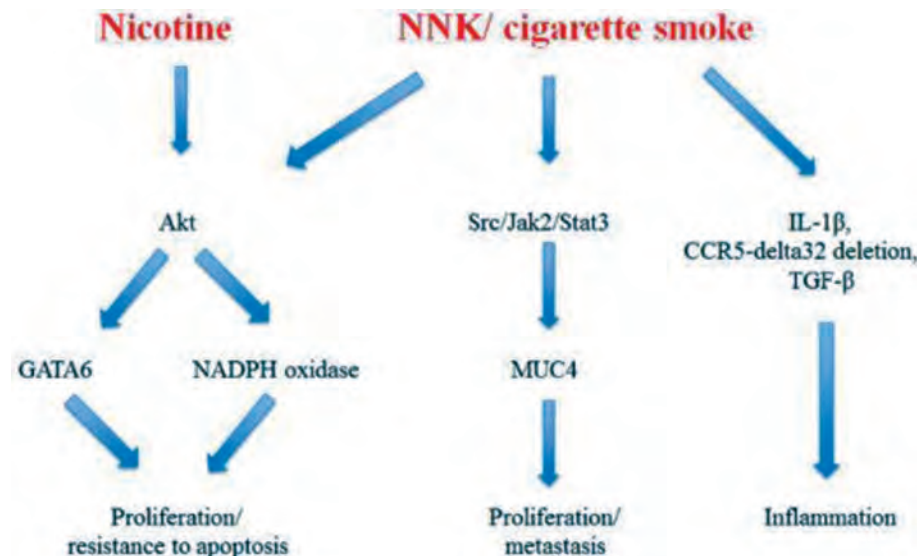 Nicotine
NNK/ cigarette smoke
Akt
Src/Jak2/Stat3
IL-1β,
CCR5-delta32 deletion,
TGF-β
GATA6
NADPH oxidase
MUC4
Proliferation/
resistance to apoptosis
Proliferation/
metastasis
Inflammation